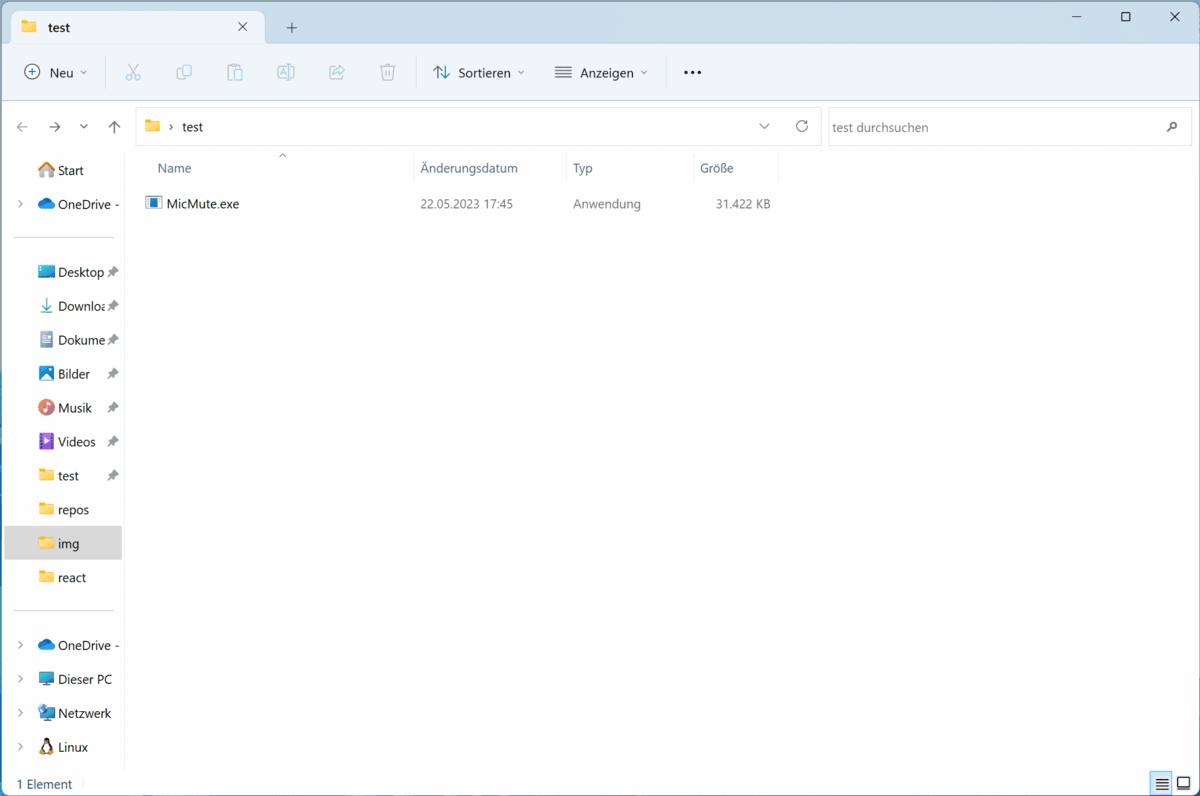 test
Neu
Sortieren
Anzeigen
test
test durchsuchen
Name Änderungsdatum Typ Größe
MicMute.exe 22.05.2023 17:45 Anwendung 31.422 KB
Start
OneDrive -
Desktop
Downloa
Dokume
Bilder
Musik
Videos
test
repos
img
react
OneDrive -
Dieser PC
Netzwerk
Linux
1 Element